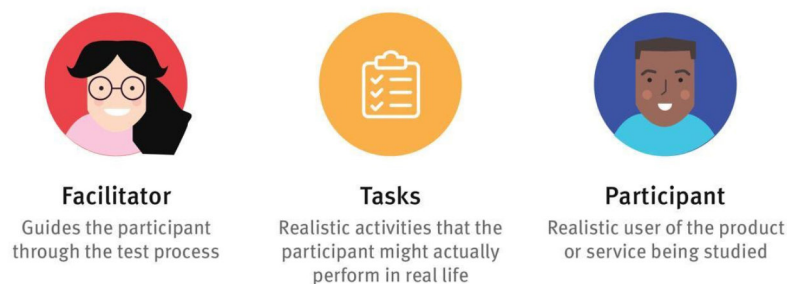 Facilitator
Guides the participant
through the test process
Tasks
Realistic activities that the
participant might actually
perform in real life
Participant
Realistic user of the product
or service being studied